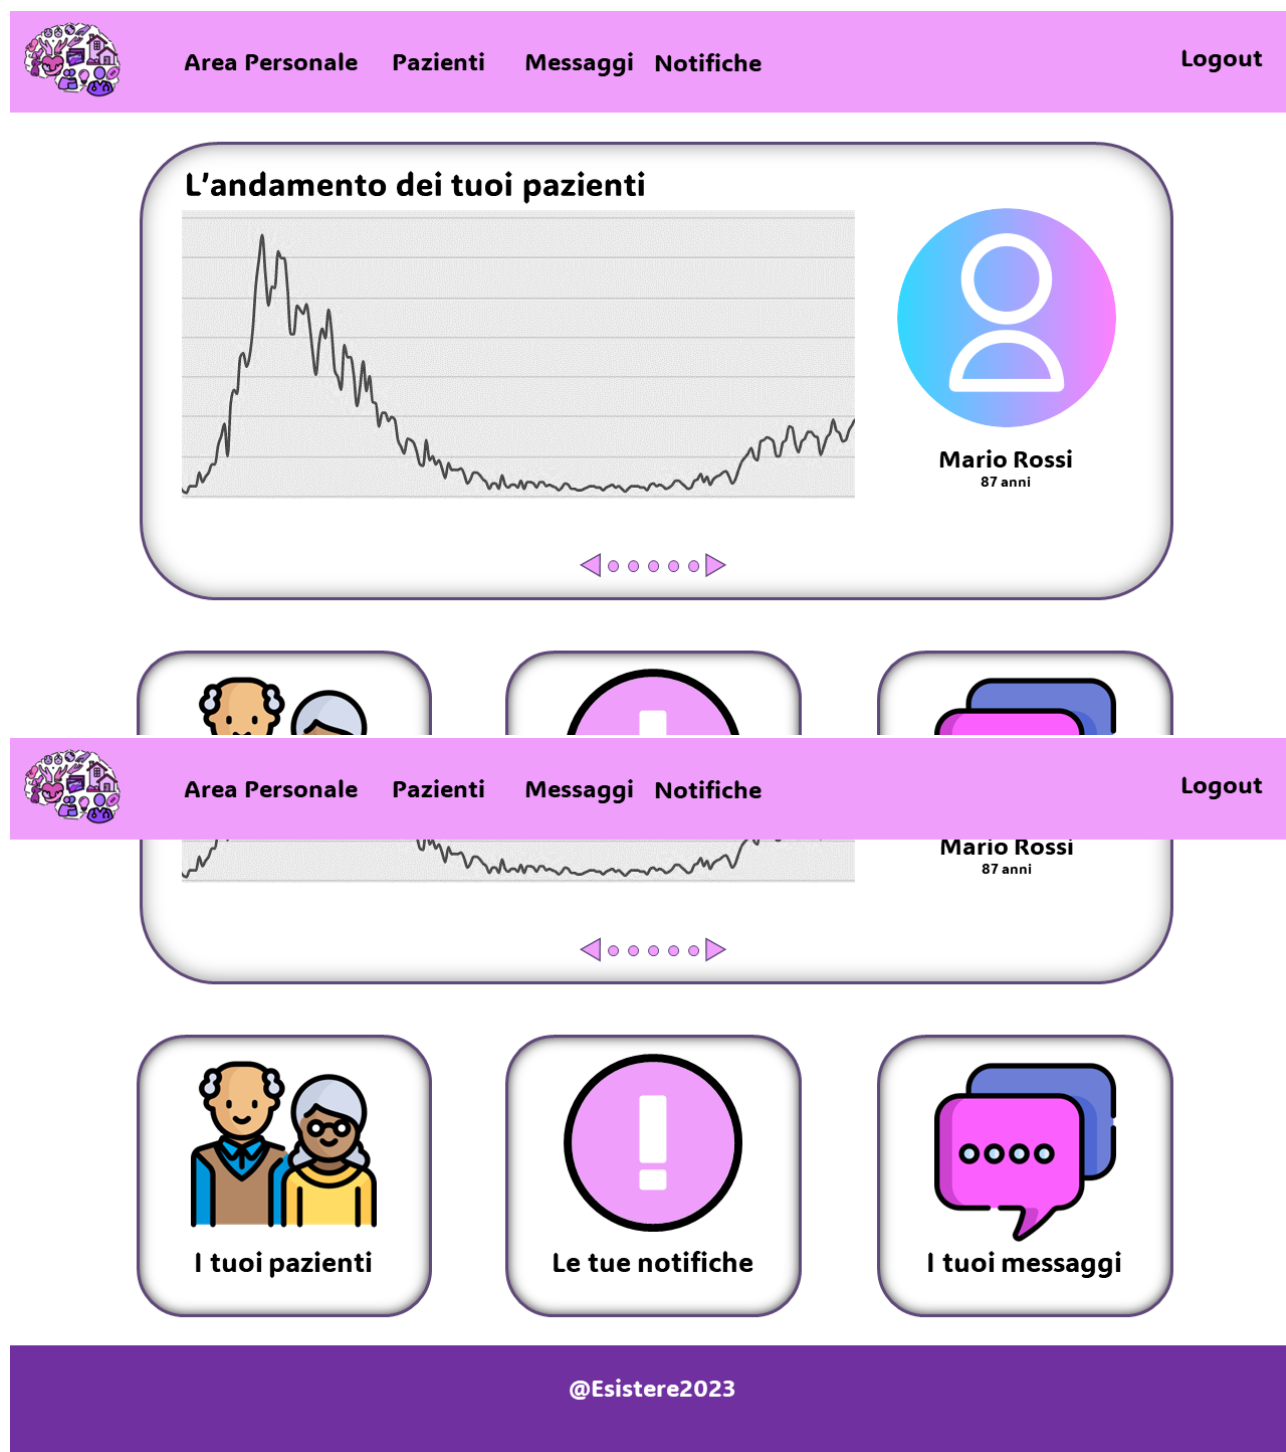 Area Personale Pazienti Messaggi Notifiche Logout
L'andamento dei tuoi pazienti
Mario Rossi
87 anni
Area Personale Pazienti Messaggi Notifiche Logout
Mario Rossi
87 anni
I tuoi pazienti Le tue notifiche I tuoi messaggi
@Esistere2023